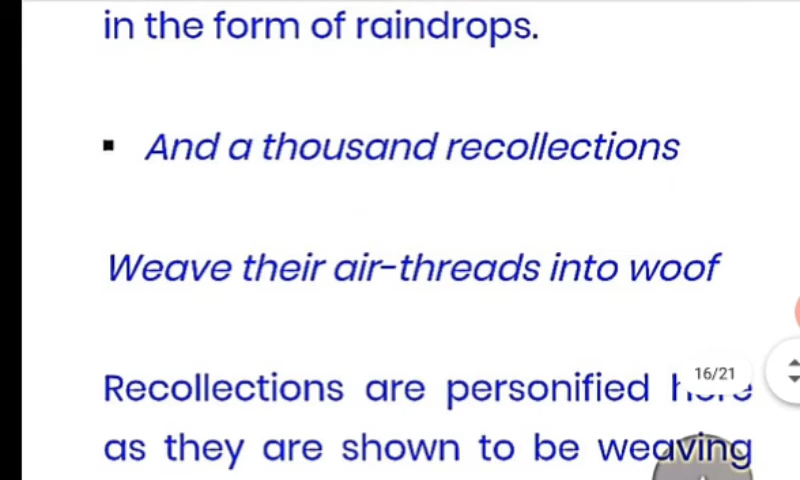 in the form of raindrops.
▪ And a thousand recollections
Weave their air-threads into woof
16/21
Recollections are personified here
as they are shown to be weaving